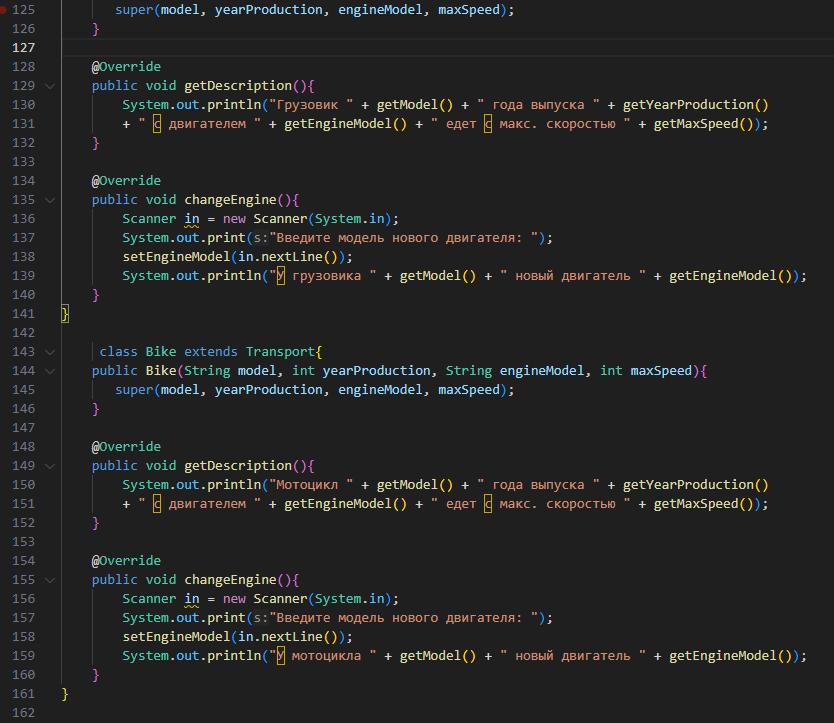 125 super(model, yearProduction, engineModel, maxSpeed);
126 }
127
128 @Override
129 public void getDescription(){
130 System.out.println("Грузовик " + getModel() + " года выпуска " + getYearProduction()
131 + " с двигателем " + getEngineModel() + " едет с макс. скоростью " + getMaxSpeed());
132 }
133
134 @Override
135 public void changeEngine(){
136 Scanner in = new Scanner(System.in);
137 System.out.print(s:"Введите модель нового двигателя: ");
138 setEngineModel(in.nextLine());
139 System.out.println("У грузовика " + getModel() + " новый двигатель " + getEngineModel());
140 }
141 }
142
143 class Bike extends Transport{
144 public Bike(String model, int yearProduction, String engineModel, int maxSpeed){
145 super(model, yearProduction, engineModel, maxSpeed);
146 }
147
148 @Override
149 public void getDescription(){
150 System.out.println("Мотоцикл " + getModel() + " года выпуска " + getYearProduction()
151 + " с двигателем " + getEngineModel() + " едет с макс. скоростью " + getMaxSpeed());
152 }
153
154 @Override
155 public void changeEngine(){
156 Scanner in = new Scanner(System.in);
157 System.out.print(s:"Введите модель нового двигателя: ");
158 setEngineModel(in.nextLine());
159 System.out.println("У мотоцикла " + getModel() + " новый двигатель " + getEngineModel());
160 }
161 }
162